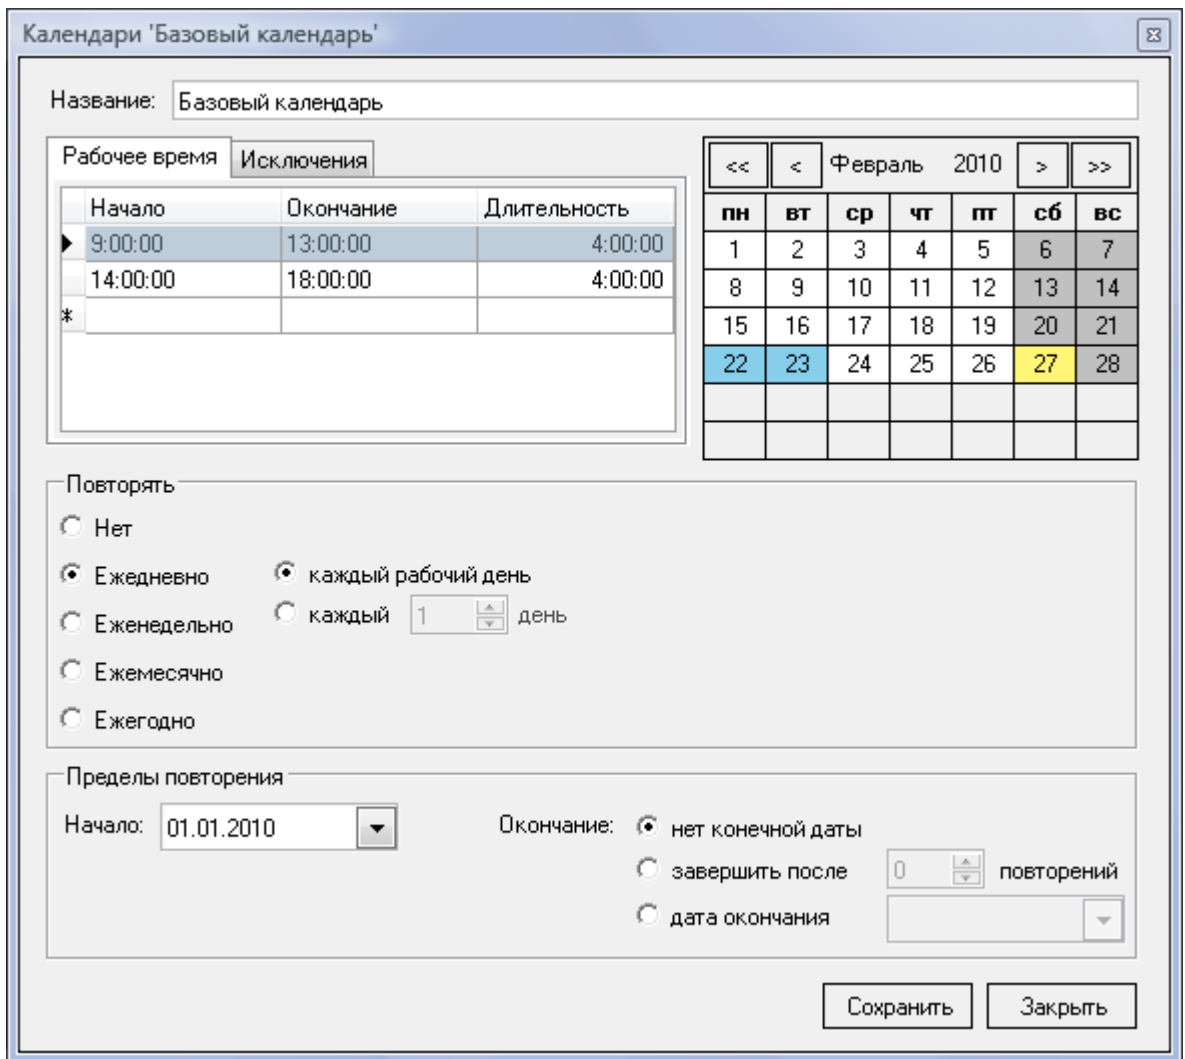 Календари 'Базовый календарь'
Название: Базовый календарь
Рабочее время Исключения
Начало Окончание Длительность
9:00:00 13:00:00 4:00:00
14:00:00 18:00:00 4:00:00
*
<< < Февраль 2010 > >>
пн вт ср чт пт сб вс
1 2 3 4 5 6 7
8 9 10 11 12 13 14
15 16 17 18 19 20 21
22 23 24 25 26 27 28
Повторять
Нет
Ежедневно каждый рабочий день
Еженедельно каждый 1 день
Ежемесячно
Ежегодно
Пределы повторения
Начало: 01.01.2010 Окончание: нет конечной даты
завершить после 0 повторений
дата окончания
Сохранить Закрыть